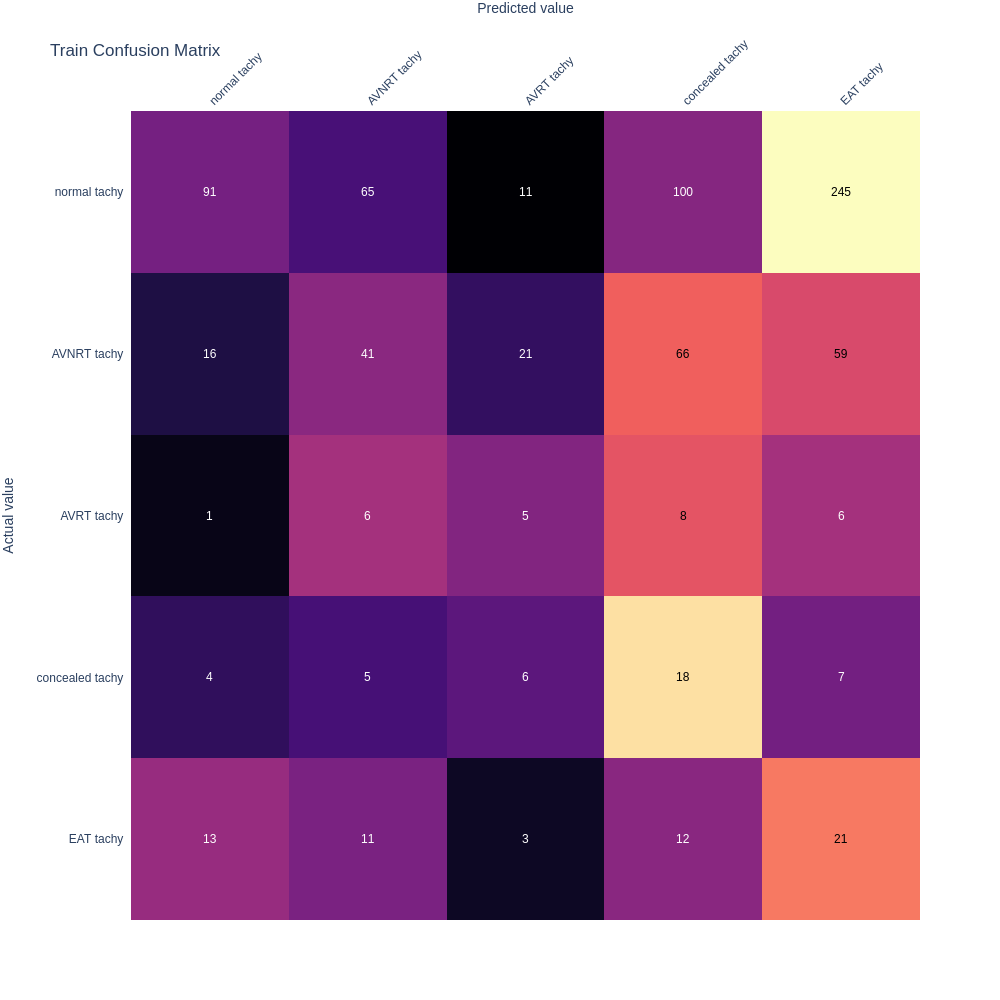 Predicted value
Train Confusion Matrix
normal tachy
AVNRT tachy
AVRT tachy
concealed tachy
EAT tachy
Actual value
normal tachy 91 65 11 100 245
AVNRT tachy 16 41 21 66 59
AVRT tachy 1 6 5 8 6
concealed tachy 4 5 6 18 7
EAT tachy 13 11 3 12 21